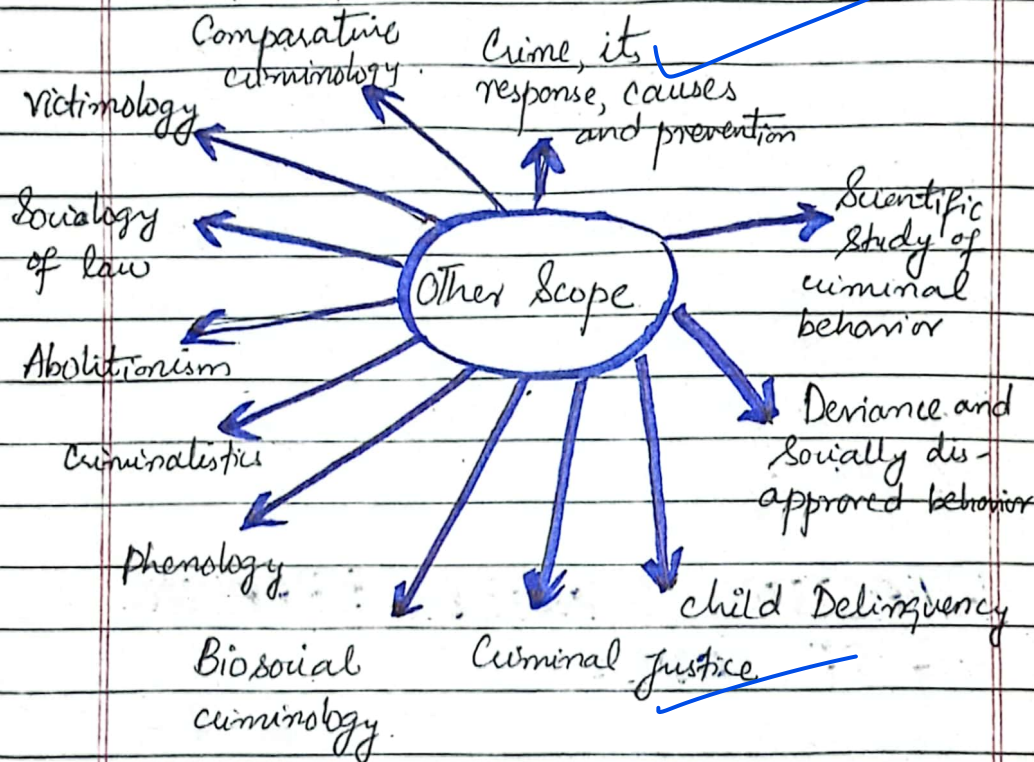 Comparative
criminology.
Crime, its
response, causes
and prevention
Victimology
Scientific
study of
criminal
behavior
Sociology
of law
Other Scope
Abolitionism
Deviance and
socially dis-
approved behavior
Criminalistics
Phenology
Child Delinquency
Biosocial
criminology.
Criminal Justice